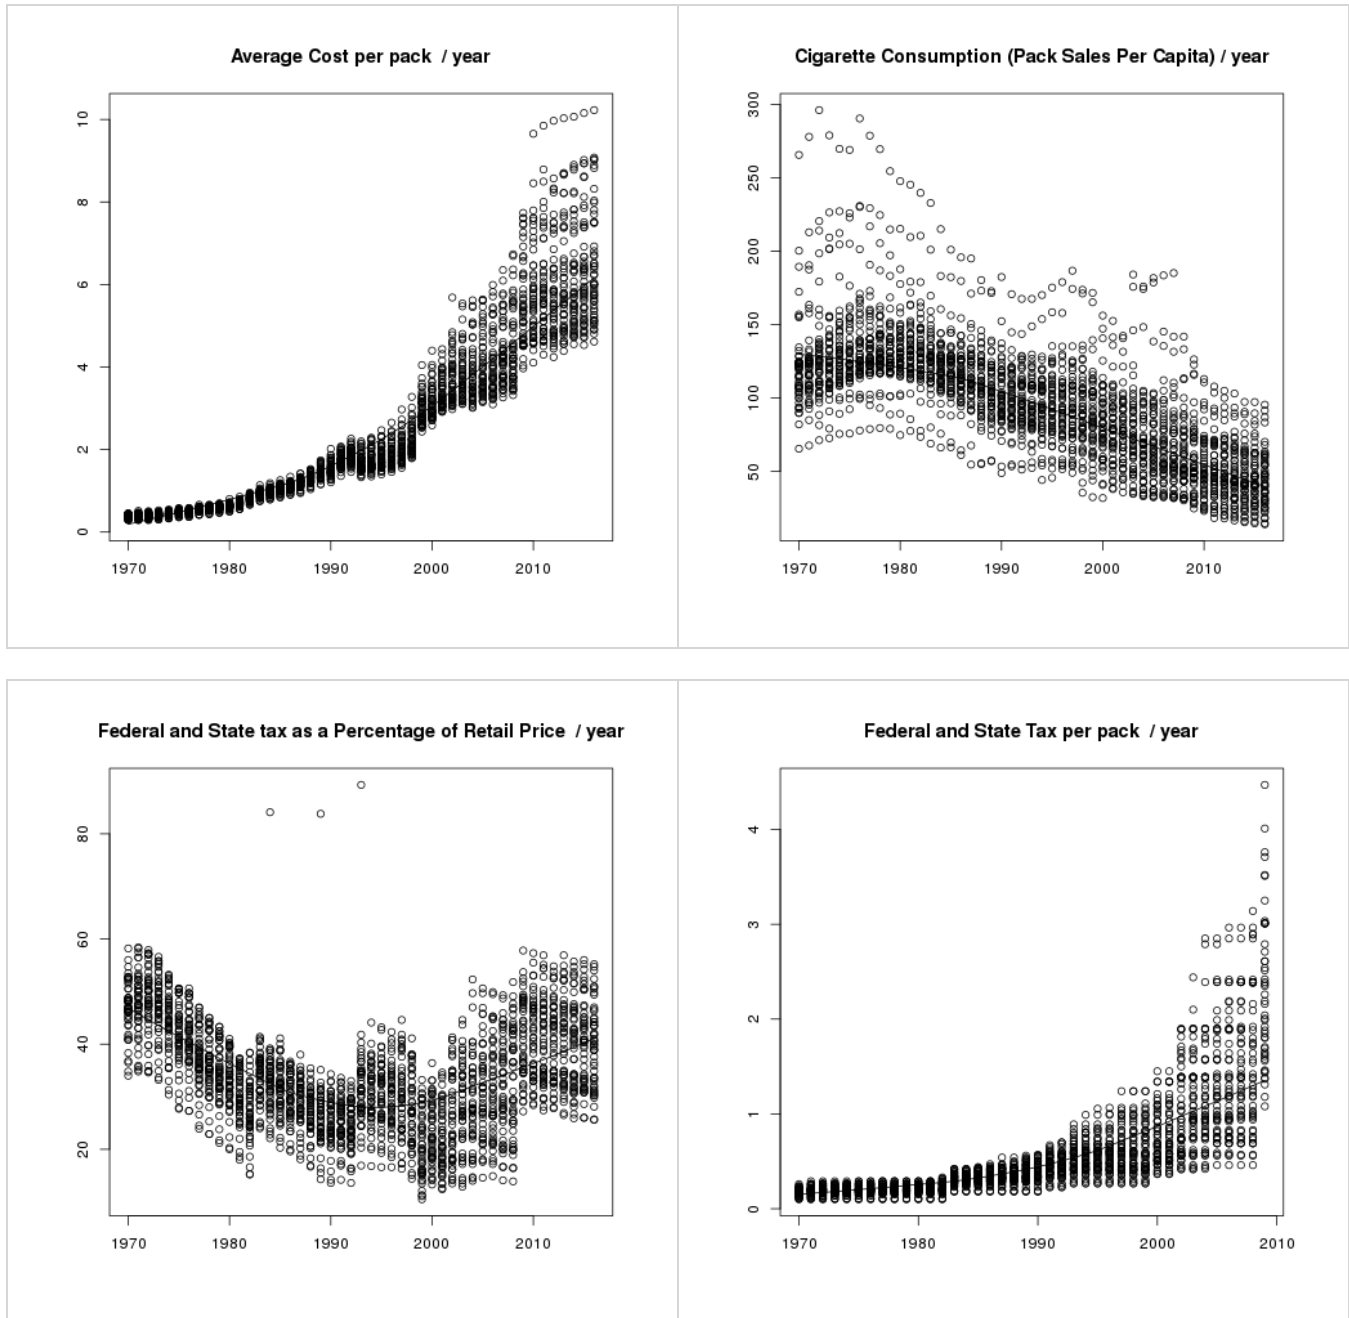 Average Cost per pack / year
10
8
6
4
2
0
1970 1980 1990 2000 2010
Cigarette Consumption (Pack Sales Per Capita) / year
300
250
200
150
100
50
1970 1980 1990 2000 2010
Federal and State tax as a Percentage of Retail Price / year
80
60
40
20
1970 1980 1990 2000 2010
Federal and State Tax per pack / year
4
3
2
1
0
1970 1980 1990 2000 2010